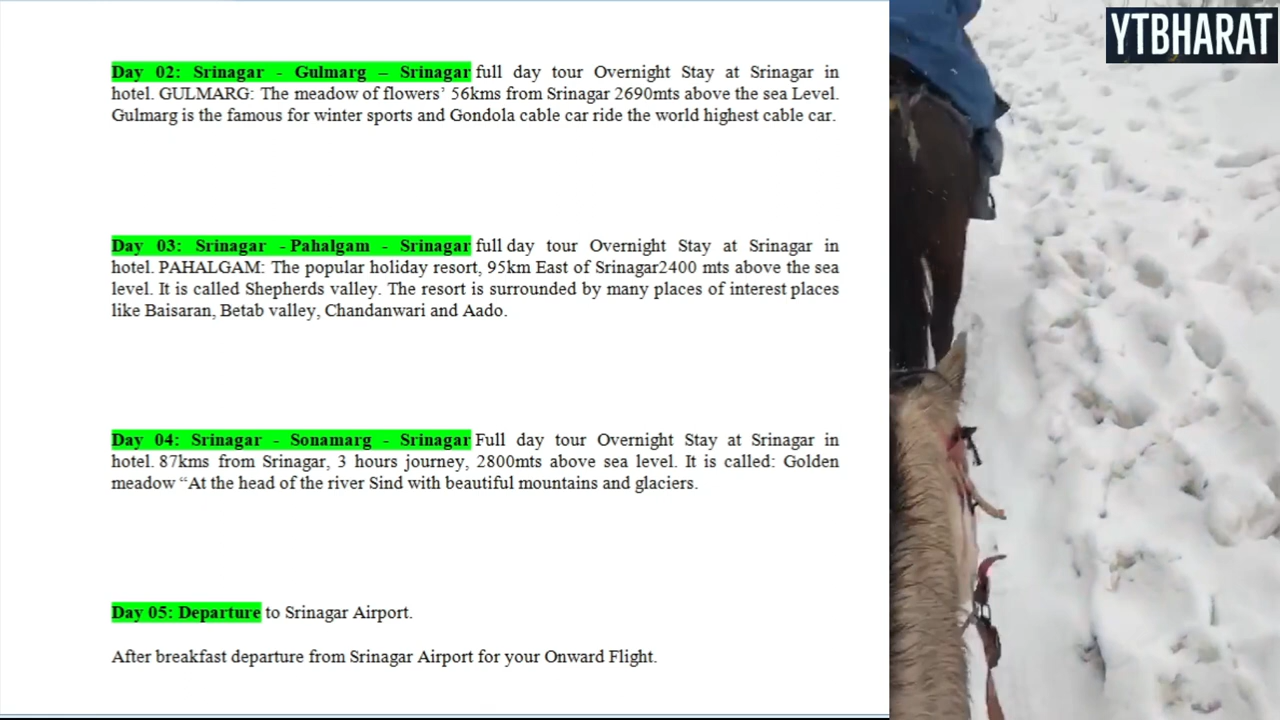 Day 02: Srinagar - Gulmarg – Srinagar full day tour Overnight Stay at Srinagar in
hotel. GULMARG: The meadow of flowers’ 56kms from Srinagar 2690mts above the sea Level.
Gulmarg is the famous for winter sports and Gondola cable car ride the world highest cable car.
Day 03: Srinagar - Pahalgam - Srinagar full day tour Overnight Stay at Srinagar in
hotel. PAHALGAM: The popular holiday resort, 95km East of Srinagar2400 mts above the sea
level. It is called Shepherds valley. The resort is surrounded by many places of interest places
like Baisaran, Betab valley, Chandanwari and Aado.
Day 04: Srinagar - Sonamarg - Srinagar Full day tour Overnight Stay at Srinagar in
hotel. 87kms from Srinagar, 3 hours journey, 2800mts above sea level. It is called: Golden
meadow “At the head of the river Sind with beautiful mountains and glaciers.
Day 05: Departure to Srinagar Airport.
After breakfast departure from Srinagar Airport for your Onward Flight.
YTBHARAT